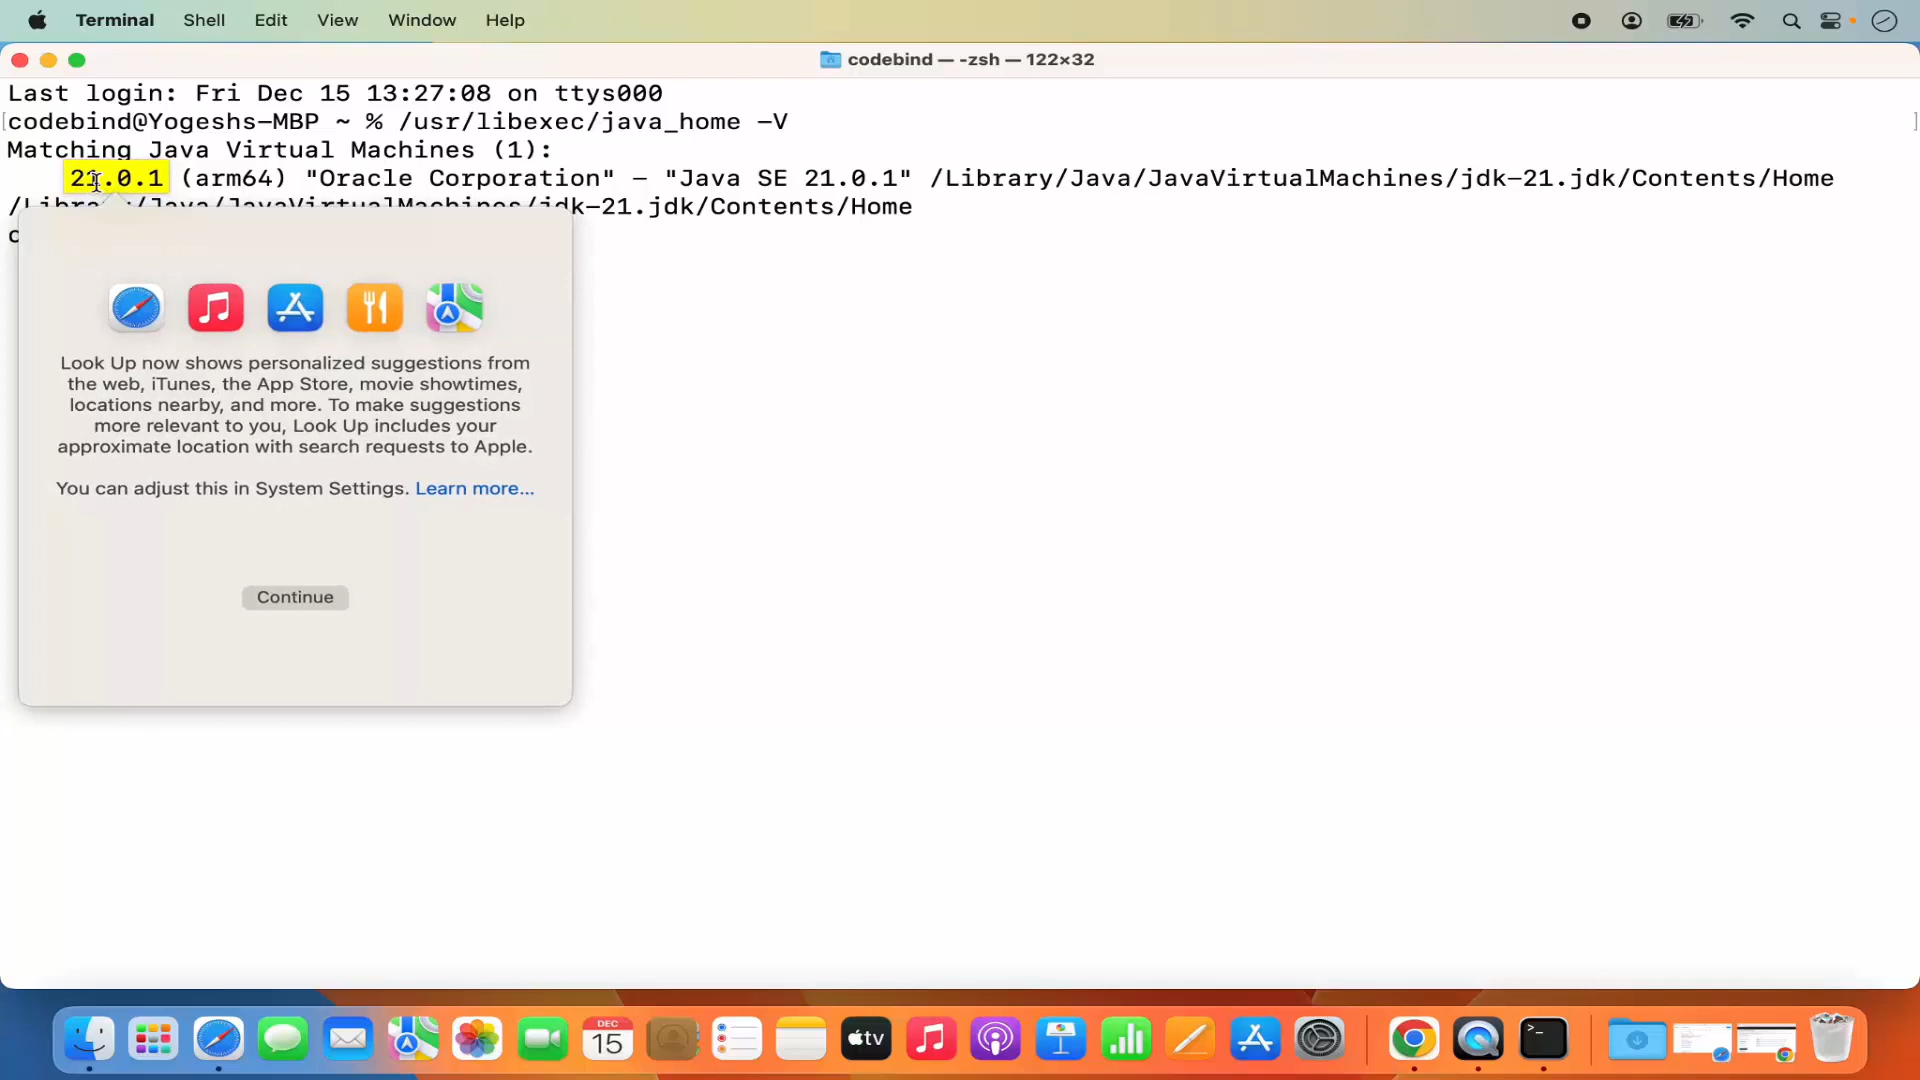 Terminal Shell Edit View Window Help
codebind — -zsh — 122×32
Last login: Fri Dec 15 13:27:08 on ttys000
[codebind@Yogeshs-MBP ~ % /usr/libexec/java_home -V ]
Matching Java Virtual Machines (1):
21.0.1 (arm64) "Oracle Corporation" - "Java SE 21.0.1" /Library/Java/JavaVirtualMachines/jdk-21.jdk/Contents/Home
/Library/Java/JavaVirtualMachines/jdk-21.jdk/Contents/Home
c
Look Up now shows personalized suggestions from
the web, iTunes, the App Store, movie showtimes,
locations nearby, and more. To make suggestions
more relevant to you, Look Up includes your
approximate location with search requests to Apple.
You can adjust this in System Settings. Learn more...
Continue
DEC
15
tv
>_